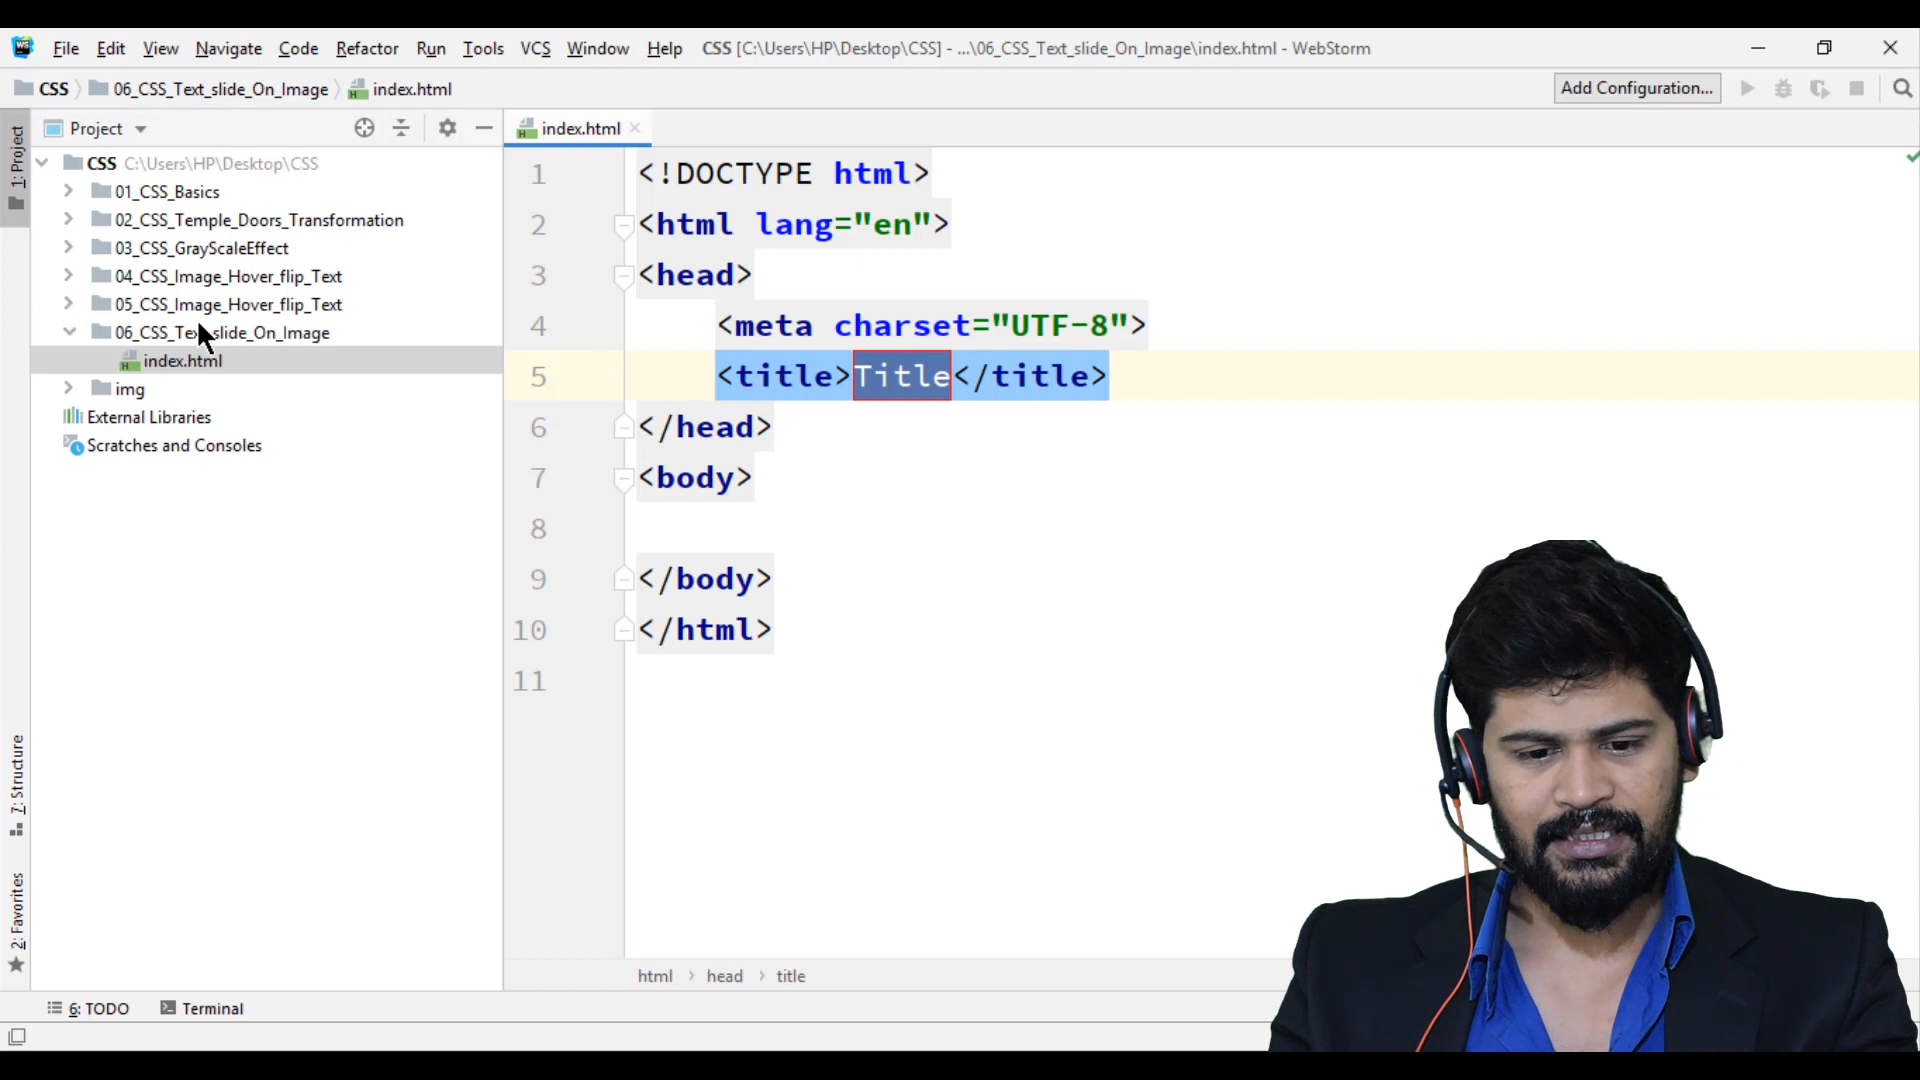 File Edit View Navigate Code Refactor Run Tools VCS Window Help CSS [C:\Users\HP\Desktop\CSS] - ...\06_CSS_Text_slide_On_Image\index.html - WebStorm
CSS 06_CSS_Text_slide_On_Image index.html Add Configuration...
1: Project
Project
CSS C:\Users\HP\Desktop\CSS
01_CSS_Basics
02_CSS_Temple_Doors_Transformation
03_CSS_GrayScaleEffect
04_CSS_Image_Hover_flip_Text
05_CSS_Image_Hover_flip_Text
06_CSS_Text_slide_On_Image
index.html
img
External Libraries
Scratches and Consoles
7: Structure
2: Favorites
index.html
1 <!DOCTYPE html>
2 <html lang="en">
3 <head>
4 <meta charset="UTF-8">
5 <title>Title</title>
6 </head>
7 <body>
8
9 </body>
10 </html>
11
html > head > title
6: TODO Terminal